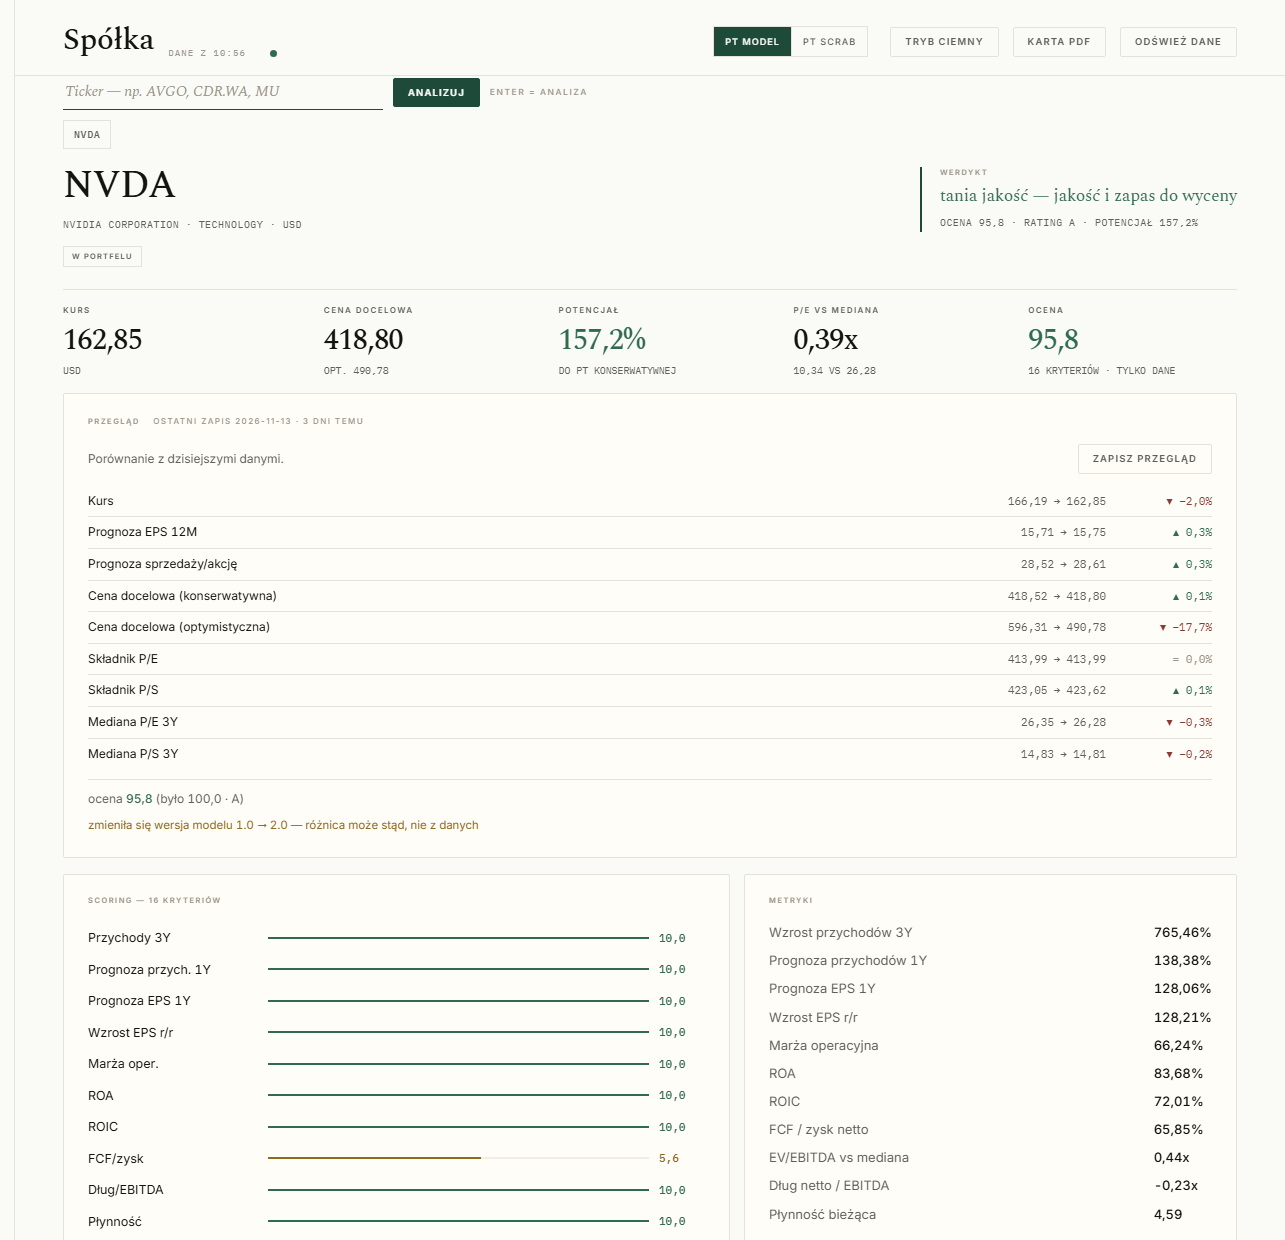 Spółka DANE Z 10:56 PT MODEL PT SCRAB TRYB CIEMNY KARTA PDF ODŚWIEŻ DANE
Ticker — np. AVGO, CDR.WA, MU ANALIZUJ ENTER = ANALIZA
NVDA
NVDA
NVIDIA CORPORATION · TECHNOLOGY · USD
W PORTFELU
WERDYKT
tania jakość — jakość i zapas do wyceny
OCENA 95,8 · RATING A · POTENCJAŁ 157,2%
KURS CENA DOCELOWA POTENCJAŁ P/E VS MEDIANA OCENA
162,85 418,80 157,2% 0,39x 95,8
USD OPT. 490,78 DO PT KONSERWATYWNEJ 10,34 VS 26,28 16 KRYTERIÓW · TYLKO DANE
PRZEGLĄD OSTATNI ZAPIS 2026-11-13 · 3 DNI TEMU
Porównanie z dzisiejszymi danymi. ZAPISZ PRZEGLĄD
Kurs 166,19 → 162,85 ▼ −2,0%
Prognoza EPS 12M 15,71 → 15,75 ▲ 0,3%
Prognoza sprzedaży/akcję 28,52 → 28,61 ▲ 0,3%
Cena docelowa (konserwatywna) 418,52 → 418,80 ▲ 0,1%
Cena docelowa (optymistyczna) 596,31 → 490,78 ▼ −17,7%
Składnik P/E 413,99 → 413,99 = 0,0%
Składnik P/S 423,05 → 423,62 ▲ 0,1%
Mediana P/E 3Y 26,35 → 26,28 ▼ −0,3%
Mediana P/S 3Y 14,83 → 14,81 ▼ −0,2%
ocena 95,8 (było 100,0 · A)
zmieniła się wersja modelu 1.0 → 2.0 — różnica może stąd, nie z danych
SCORING — 16 KRYTERIÓW
Przychody 3Y 10,0
Prognoza przych. 1Y 10,0
Prognoza EPS 1Y 10,0
Wzrost EPS r/r 10,0
Marża oper. 10,0
ROA 10,0
ROIC 10,0
FCF/zysk 5,6
Dług/EBITDA 10,0
Płynność 10,0
METRYKI
Wzrost przychodów 3Y 765,46%
Prognoza przychodów 1Y 138,38%
Prognoza EPS 1Y 128,06%
Wzrost EPS r/r 128,21%
Marża operacyjna 66,24%
ROA 83,68%
ROIC 72,01%
FCF / zysk netto 65,85%
EV/EBITDA vs mediana 0,44x
Dług netto / EBITDA -0,23x
Płynność bieżąca 4,59